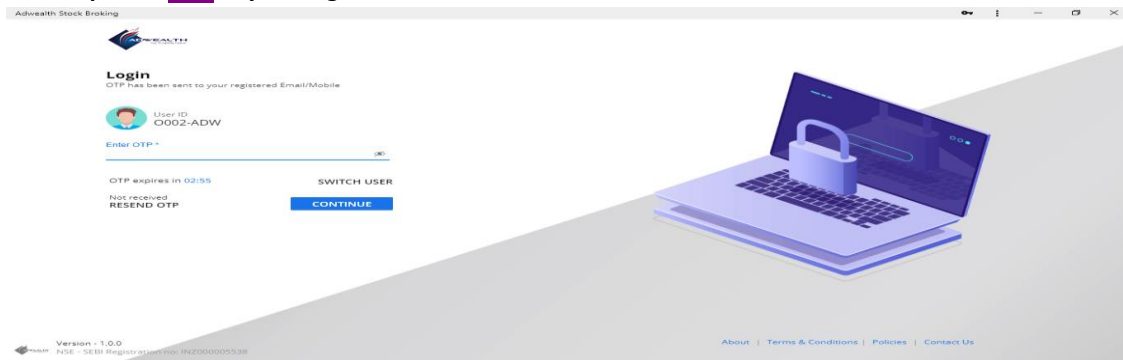 Adwealth Stock Broking
ADWEALTH
Login
OTP has been sent to your registered Email/Mobile
User ID
O002-ADW
Enter OTP *
OTP expires in 02:55
SWITCH USER
Not received
RESEND OTP
CONTINUE
Version - 1.0.0
NSE - SEBI Registration no: INZ000005538
About | Terms & Conditions | Policies | Contact Us